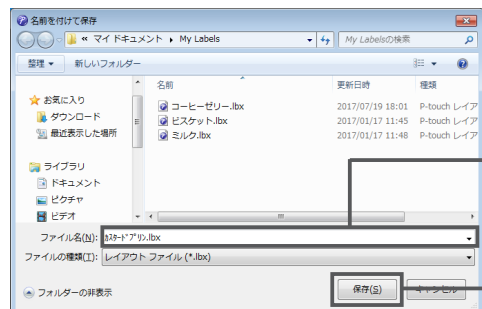 名前を付けて保存
« マイ ドキュメント ▸ My Labels
My Labelsの検索
整理 ▼ 新しいフォルダー
名前 更新日時 種類
お気に入り
ダウンロード
最近表示した場所
ライブラリ
ドキュメント
ピクチャ
ビデオ
コーヒーゼリー.lbx 2017/07/19 18:01 P-touch レイア
ビスケット.lbx 2017/01/17 11:45 P-touch レイア
ミルク.lbx 2017/01/17 11:48 P-touch レイア
ファイル名(N): ｶｽﾀｰﾄﾞﾌﾟﾘﾝ.lbx
ファイルの種類(T): レイアウト ファイル (*.lbx)
フォルダーの非表示
保存(S) キャンセル